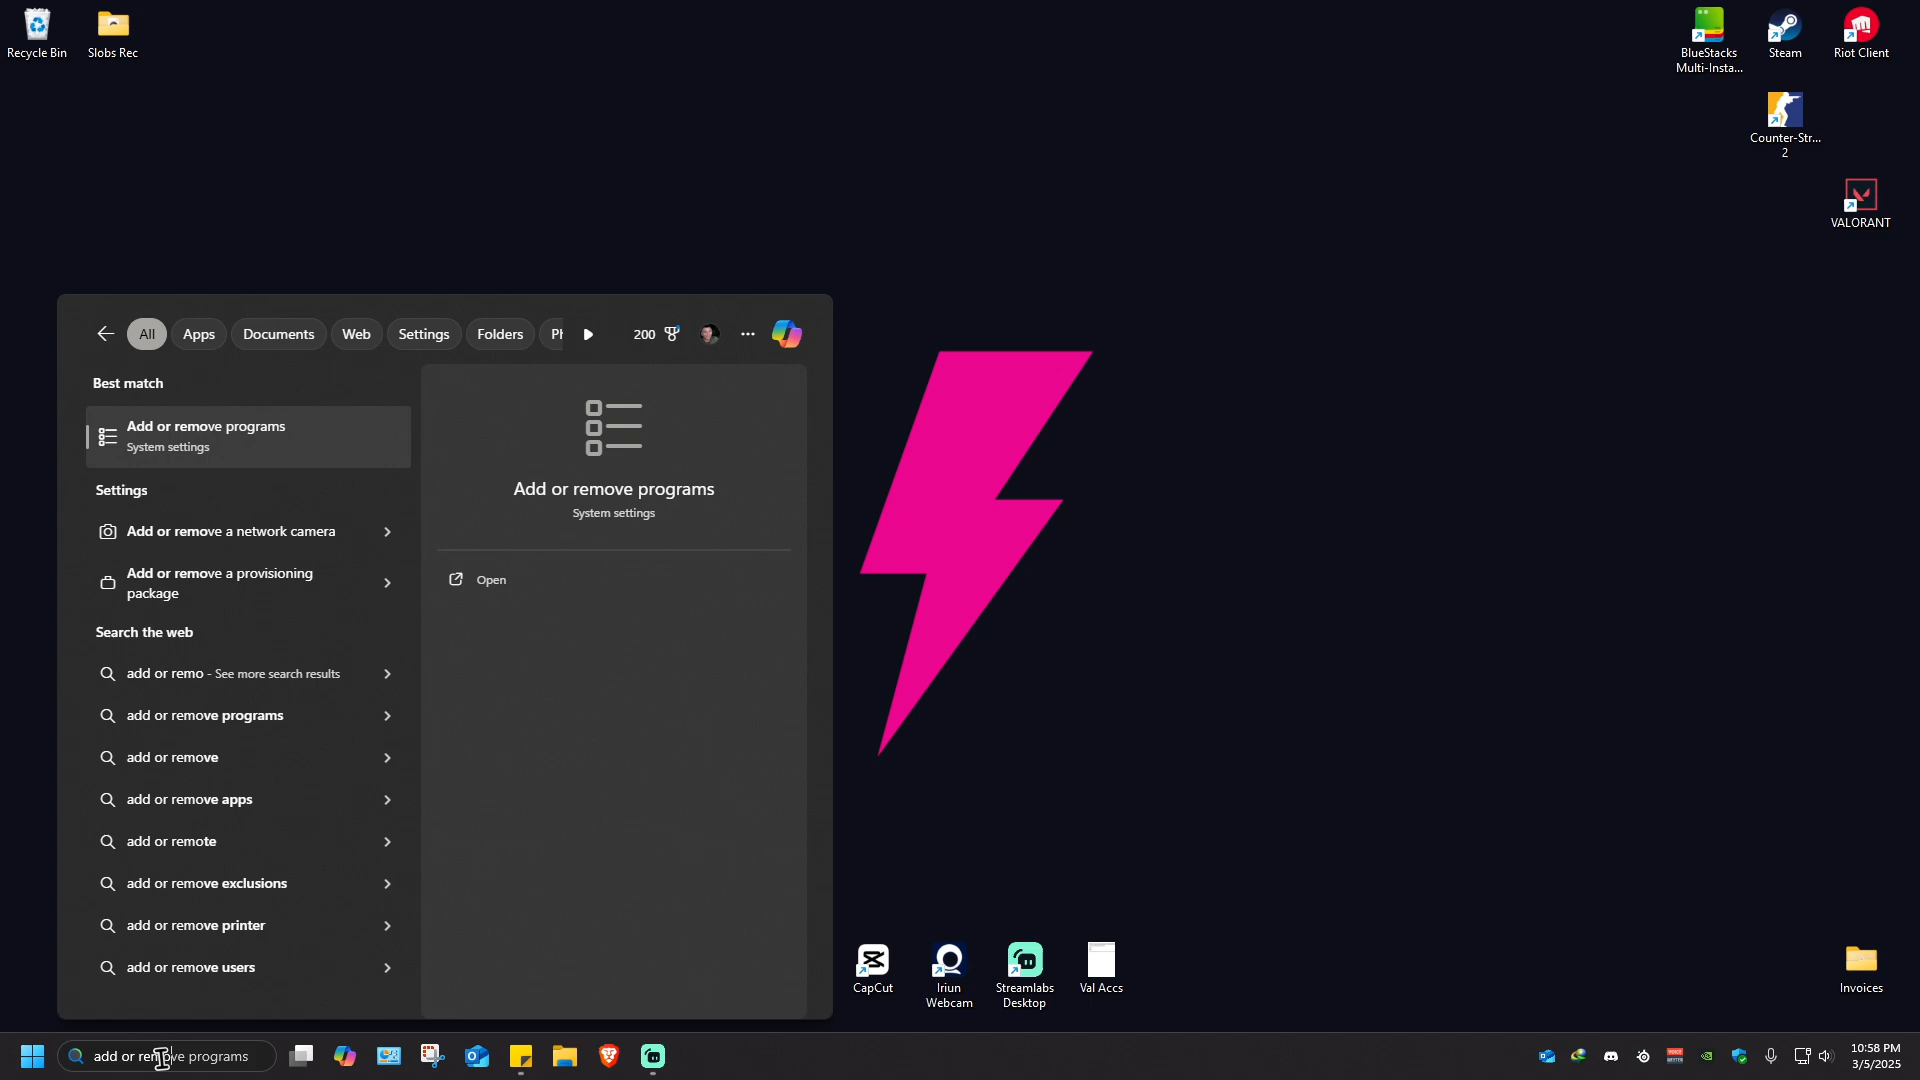 Recycle Bin
Slobs Rec
BlueStacks
Multi-Insta...
Steam
Riot Client
Counter-Str...
2
VALORANT
All
Apps
Documents
Web
Settings
Folders
Ph
200
Best match
Add or remove programs
System settings
Settings
Add or remove a network camera
Add or remove a provisioning
package
Search the web
add or remo - See more search results
add or remove programs
add or remove
add or remove apps
add or remote
add or remove exclusions
add or remove printer
add or remove users
Add or remove programs
System settings
Open
CapCut
Iriun
Webcam
Streamlabs
Desktop
Val Accs
Invoices
add or remove programs
10:58 PM
3/5/2025